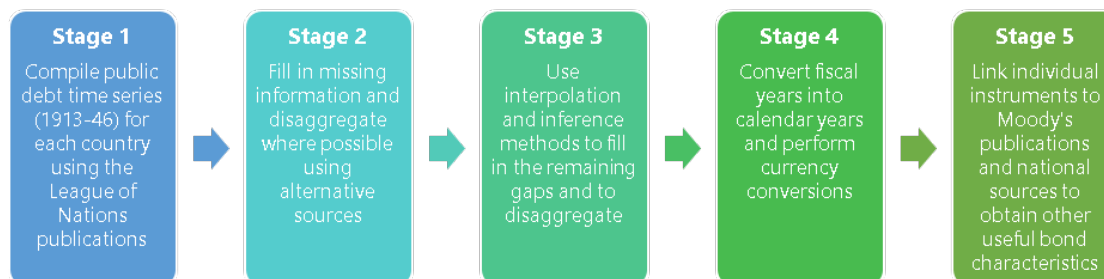 Stage 1
Compile public
debt time series
(1913-46) for
each country
using the
League of
Nations
publications
Stage 2
Fill in missing
information and
disaggregate
where possible
using
alternative
sources
Stage 3
Use
interpolation
and inference
methods to fill
in the remaining
gaps and to
disaggregate
Stage 4
Convert fiscal
years into
calendar years
and perform
currency
conversions
Stage 5
Link individual
instruments to
Moody's
publications
and national
sources to
obtain other
useful bond
characteristics